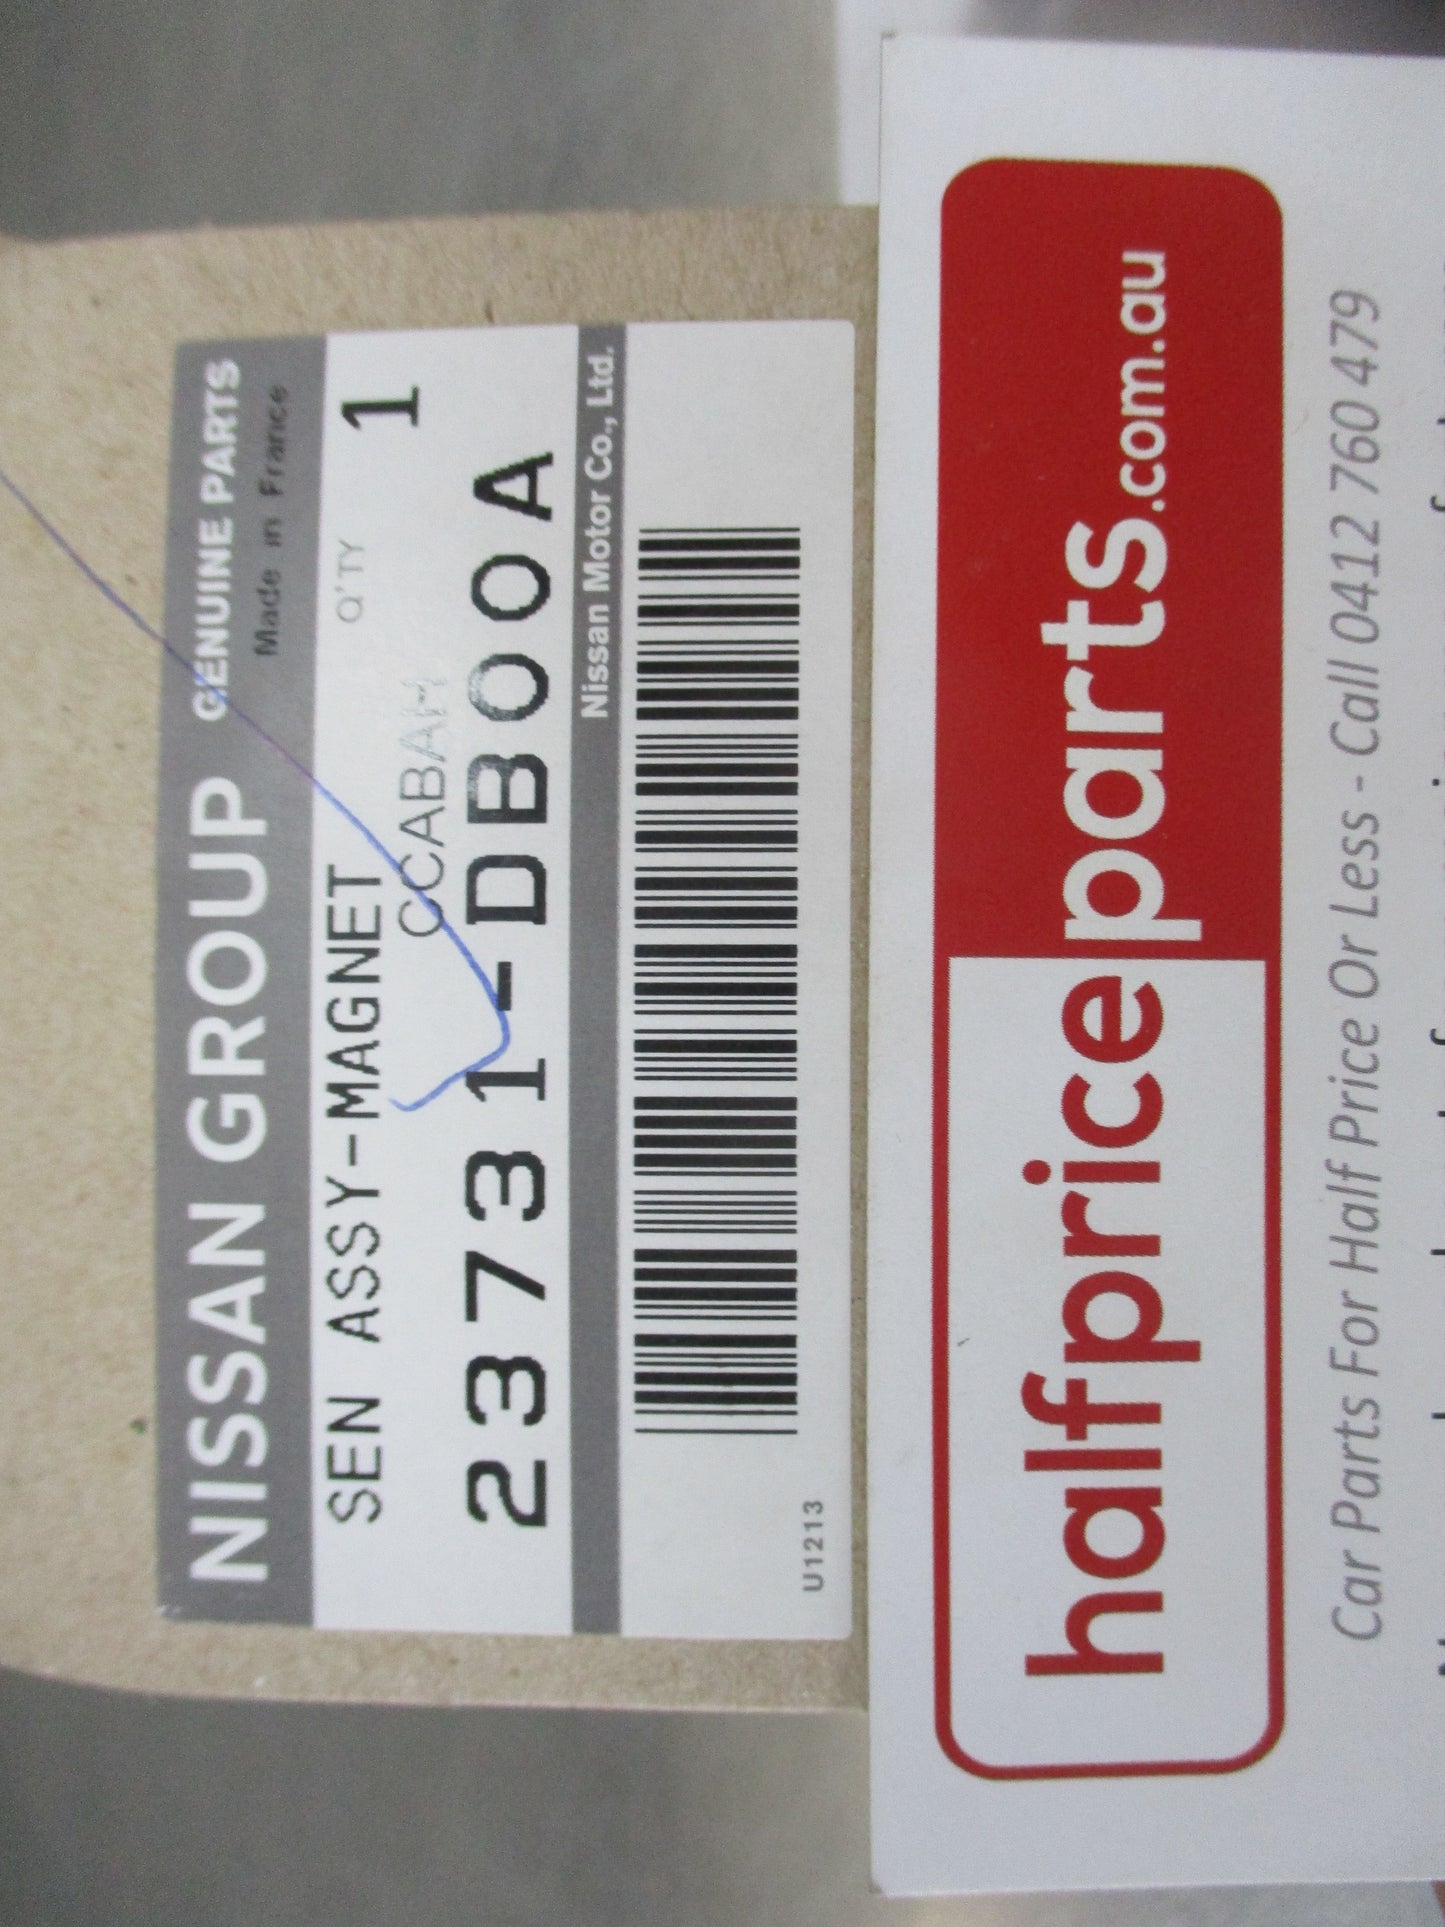 NISSAN GROUP GENUINE PARTS
Made in France
SEN ASSY-MAGNET Q'TY 1
CCABAH
23731-DB00A
Nissan Motor Co., Ltd.
U1213
halfpriceparts.com.au
Car Parts For Half Price Or Less - Call 0412 760 479